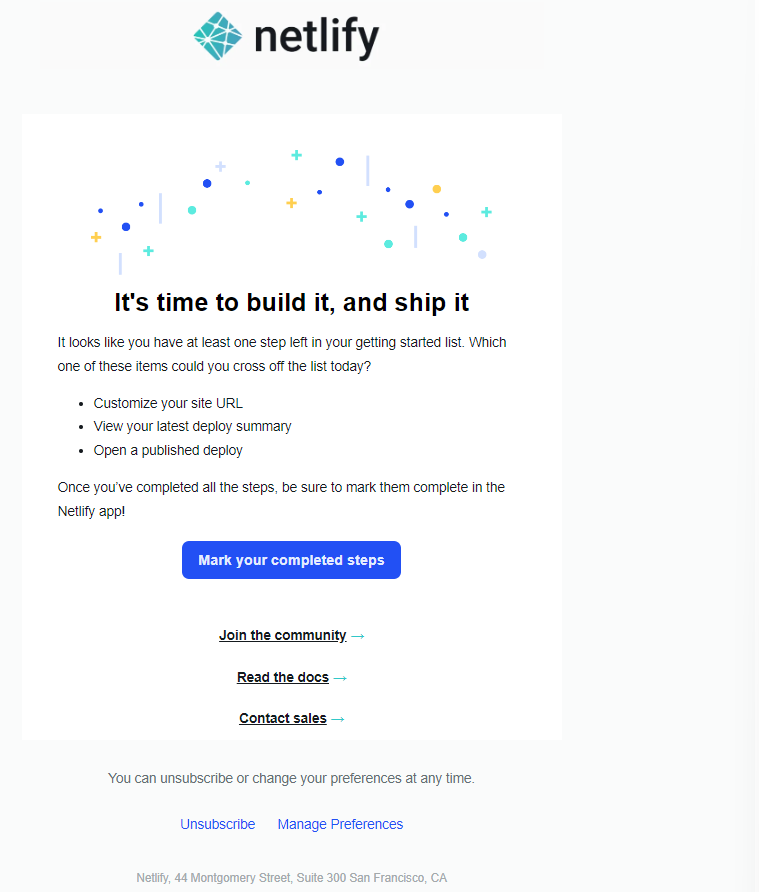 netlify
It's time to build it, and ship it
It looks like you have at least one step left in your getting started list. Which
one of these items could you cross off the list today?
• Customize your site URL
• View your latest deploy summary
• Open a published deploy
Once you’ve completed all the steps, be sure to mark them complete in the
Netlify app!
Mark your completed steps
Join the community →
Read the docs →
Contact sales →
You can unsubscribe or change your preferences at any time.
Unsubscribe Manage Preferences
Netlify, 44 Montgomery Street, Suite 300 San Francisco, CA